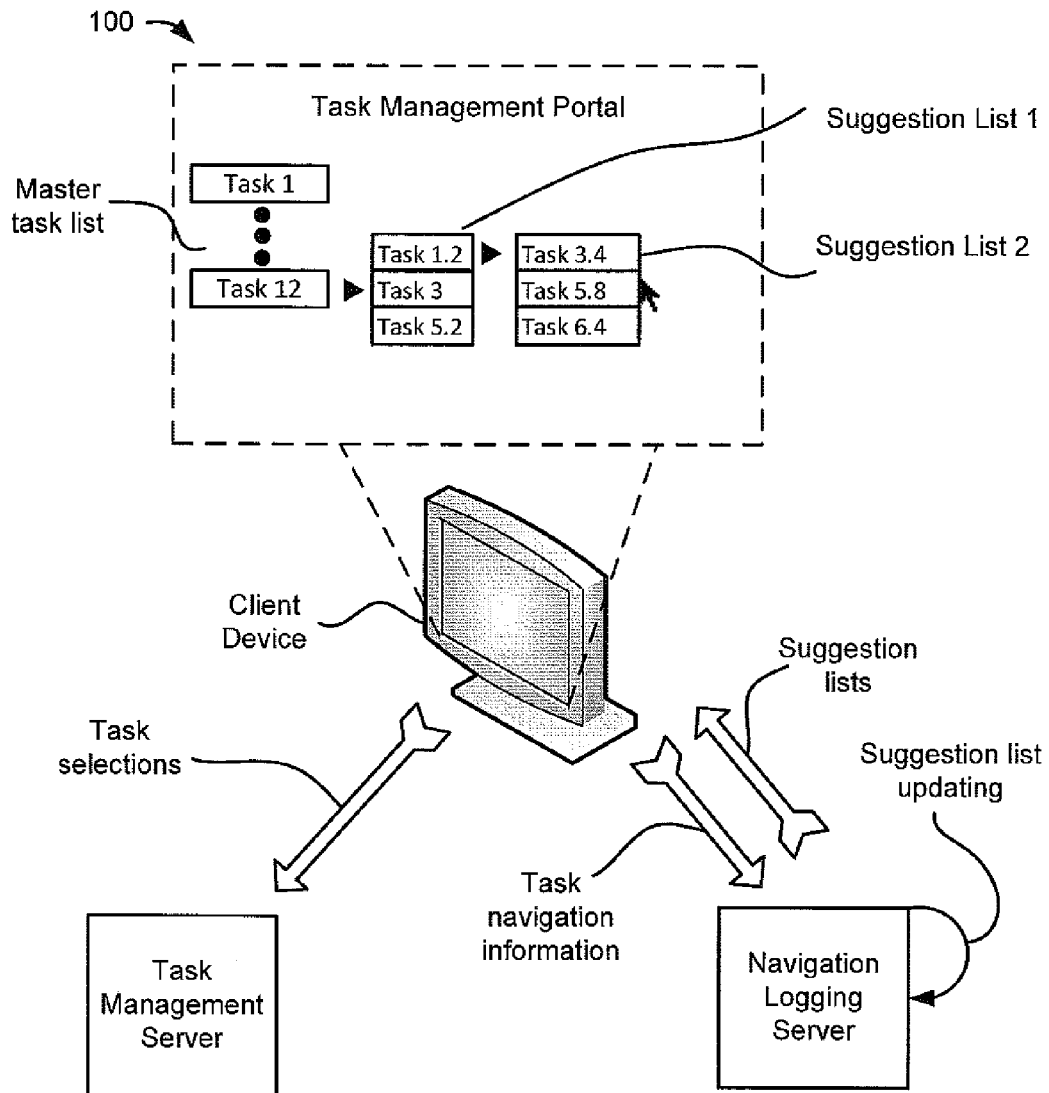 100
Task Management Portal
Suggestion List 1
Master
task list
Task 1
Task 12
Task 1.2
Task 3
Task 5.2
Task 3.4
Task 5.8
Task 6.4
Suggestion List 2
Client
Device
Suggestion
lists
Task
selections
Suggestion list
updating
Task
navigation
information
Task
Management
Server
Navigation
Logging
Server